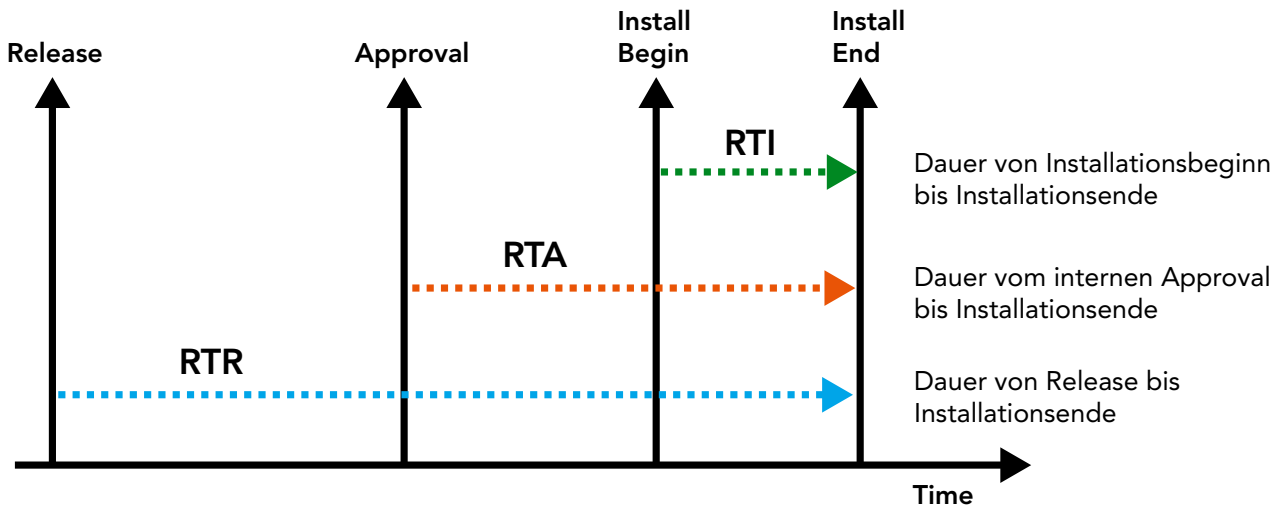 Release
Approval
Install
Begin
Install
End
RTI
Dauer von Installationsbeginn
bis Installationsende
RTA
Dauer vom internen Approval
bis Installationsende
RTR
Dauer von Release bis
Installationsende
Time